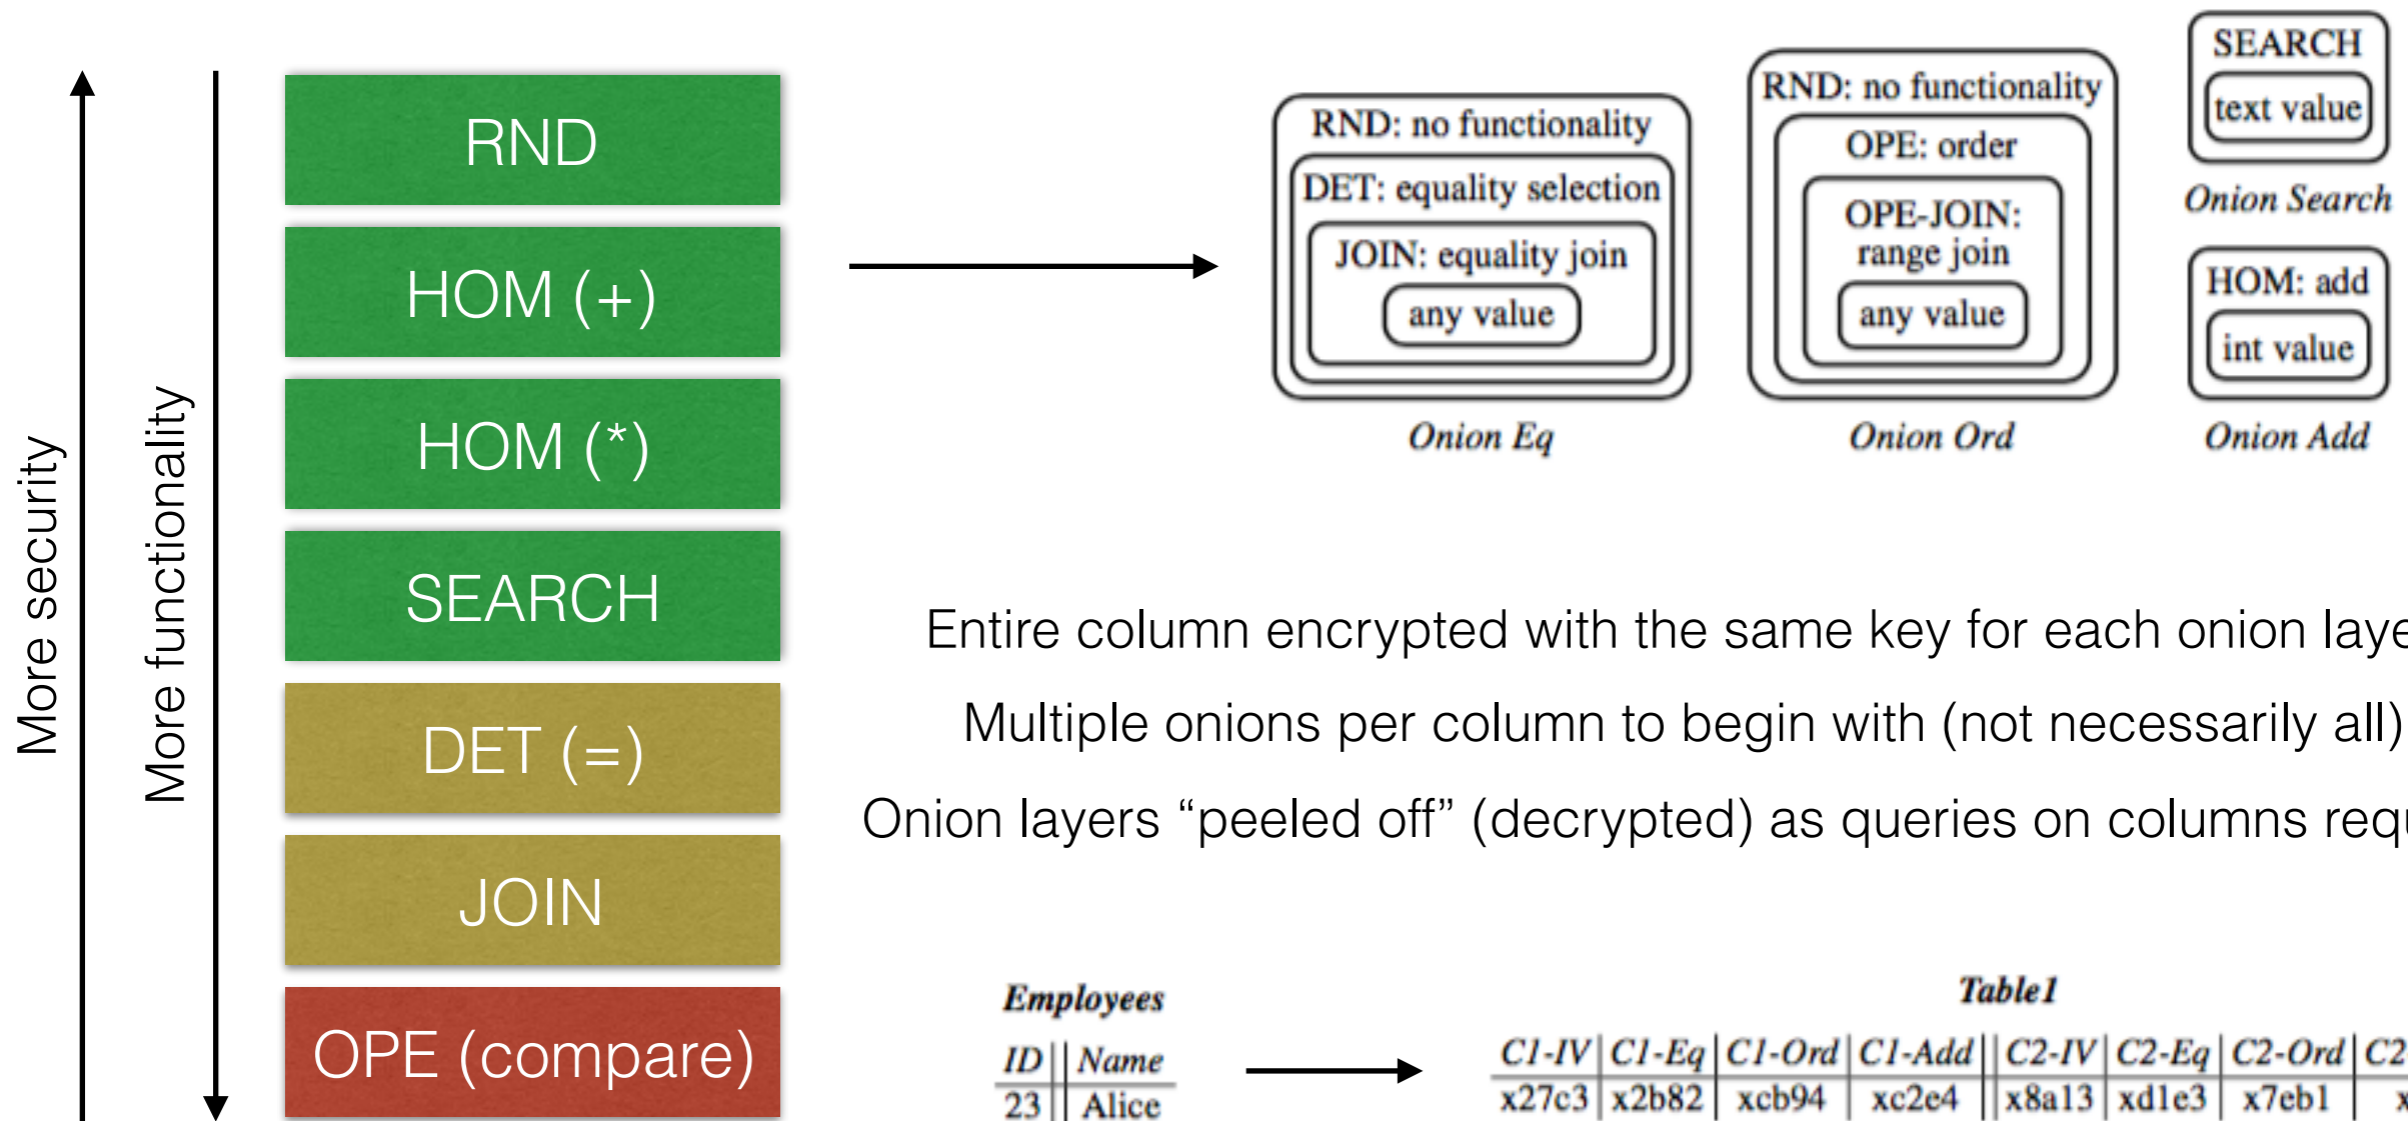 More security
More functionality
RND
HOM (+)
HOM (*)
SEARCH
DET (=)
JOIN
OPE (compare)
RND: no functionality
DET: equality selection
JOIN: equality join
any value
Onion Eq
RND: no functionality
OPE: order
OPE-JOIN:
range join
any value
Onion Ord
SEARCH
text value
Onion Search
HOM: add
int value
Onion Add
Entire column encrypted with the same key for each onion
Multiple onions per column to begin with (not necessarily all)
Onion layers “peeled off” (decrypted) as queries on columns
Employees
ID Name
23 Alice
Table1
C1-IV C1-Eq C1-Ord C1-Add C2-IV C2-Eq C2-Ord C2
x27c3 x2b82 xcb94 xc2e4 x8a13 xd1e3 x7eb1 x